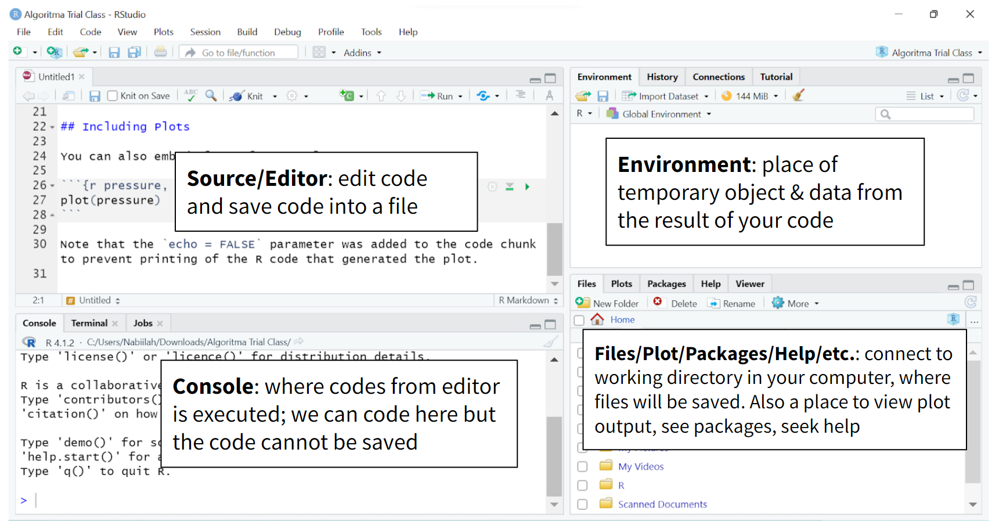 Algoritma Trial Class - RStudio
File Edit Code View Plots Session Build Debug Profile Tools Help
Go to file/function Addins Algoritma Trial Class
Untitled1
Knit on Save ABC Knit Run
21
22 ## Including Plots
23
24 You can also emb
25
26 ```{r pressure,
27 plot(pressure)
28 ```
29
30 Note that the `echo = FALSE` parameter was added to the code chunk
to prevent printing of the R code that generated the plot.
31
2:1 # Untitled R Markdown
Source/Editor: edit code
and save code into a file
Console Terminal Jobs
R 4.1.2 · C:/Users/Nabiilah/Downloads/Algoritma Trial Class/
Type 'license()' or 'licence()' for distribution details.
R is a collaborative
Type 'contributors()
'citation()' on how
Type 'demo()' for
'help.start()' for
Type 'q()' to quit R.
>
Console: where codes from editor
is executed; we can code here but
the code cannot be saved
Environment History Connections Tutorial
Import Dataset 144 MiB List
R Global Environment
Environment: place of
temporary object & data from
the result of your code
Files Plots Packages Help Viewer
New Folder Delete Rename More
Home ...
Files/Plot/Packages/Help/etc.: connect to
working directory in your computer, where
files will be saved. Also a place to view plot
output, see packages, seek help
My Videos
R
Scanned Documents